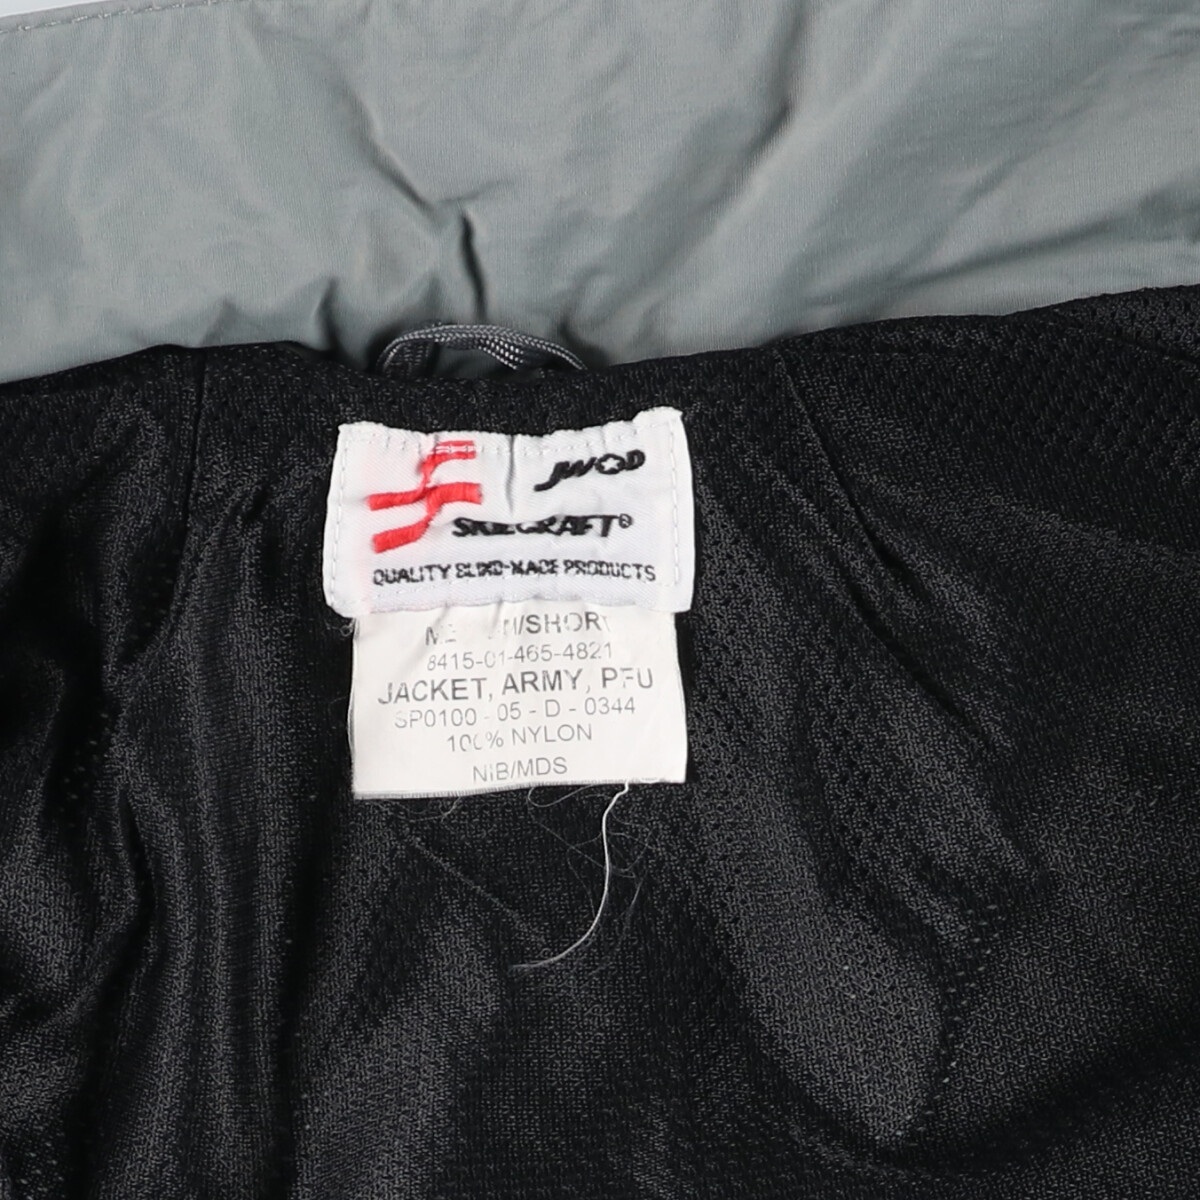 JWOD
SKILCRAFT®
QUALITY BLIND-MADE PRODUCTS
8415-01-465-4821
JACKET, ARMY, PFU
SP0100 - 05 - D - 0344
100% NYLON
NIB/MDS